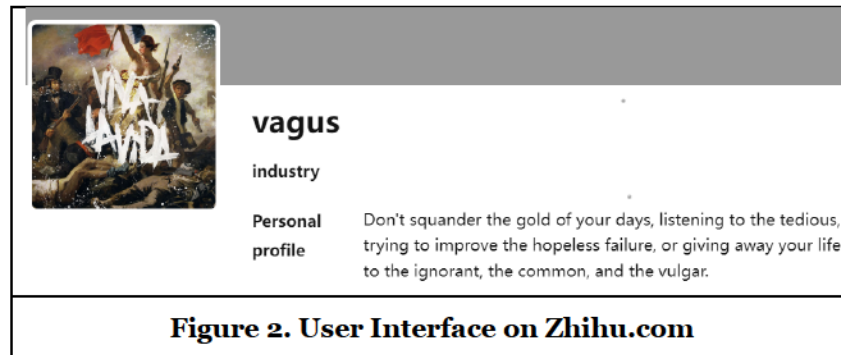 VIVA
LA VIDA
vagus
industry
Personal profile
Don't squander the gold of your days, listening to the tedious,
trying to improve the hopeless failure, or giving away your life
to the ignorant, the common, and the vulgar.
Figure 2. User Interface on Zhihu.com